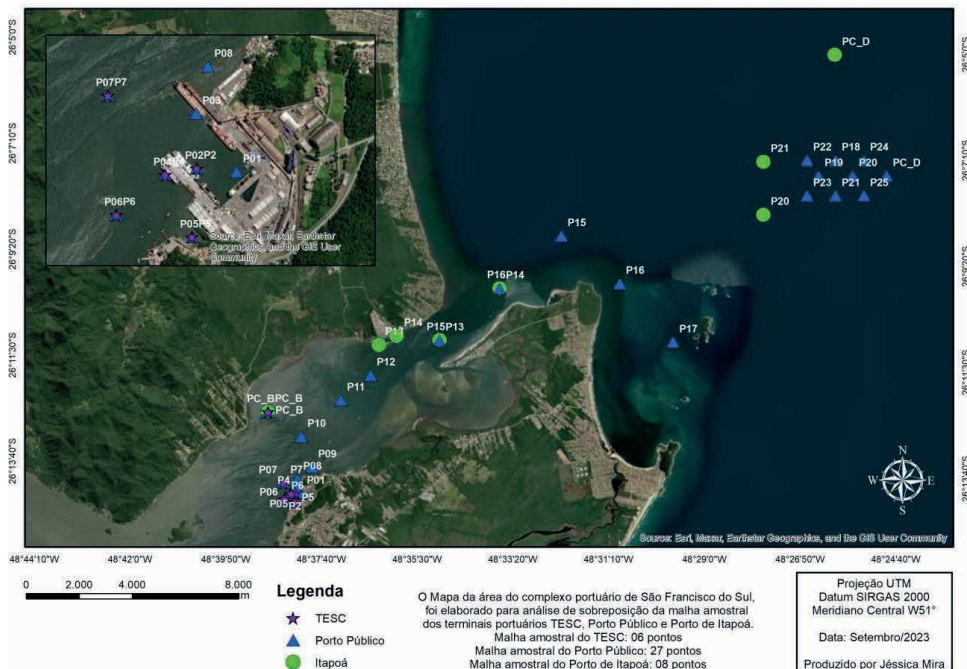 26°5'0"S
26°7'10"S
26°9'20"S
26°11'30"S
26°13'40"S
P08
P07P7
P03
P02P2
P01
P06P6
P05P5
Source: Esri, Maxar, Earthstar
Geographics, and the GIS User
Community
PC_D
P21
P22 P18 P24
P19 P20 PC_D
P23 P21 P25
P20
P15
P16P14
P16
P14
P15P13
P17
P12
P11
PC_BPC_B
PC_B
P10
P09
P07 P7 P08
P4 P01
P06 P6
P05 P5
P2
N
W E
S
Source: Esri, Maxar, Earthstar Geographics, and the GIS User Community
26°5'0"S
26°7'10"S
26°9'20"S
26°11'30"S
26°13'40"S
48°44'10"W 48°42'0"W 48°39'50"W 48°37'40"W 48°35'30"W 48°33'20"W 48°31'10"W 48°29'0"W 48°26'50"W 48°24'40"W
0 2.000 4.000 8.000
m
Legenda
TESC
Porto Público
Itapoá
O Mapa da área do complexo portuário de São Francisco do Sul,
foi elaborado para análise de sobreposição da malha amostral
dos terminais portuários TESC, Porto Público e Porto de Itapoá.
Malha amostral do TESC: 06 pontos
Malha amostral do Porto Público: 27 pontos
Malha amostral do Porto de Itapoá: 08 pontos
Projeção UTM
Datum SIRGAS 2000
Meridiano Central W51°
Data: Setembro/2023
Produzido por Jéssica Mira